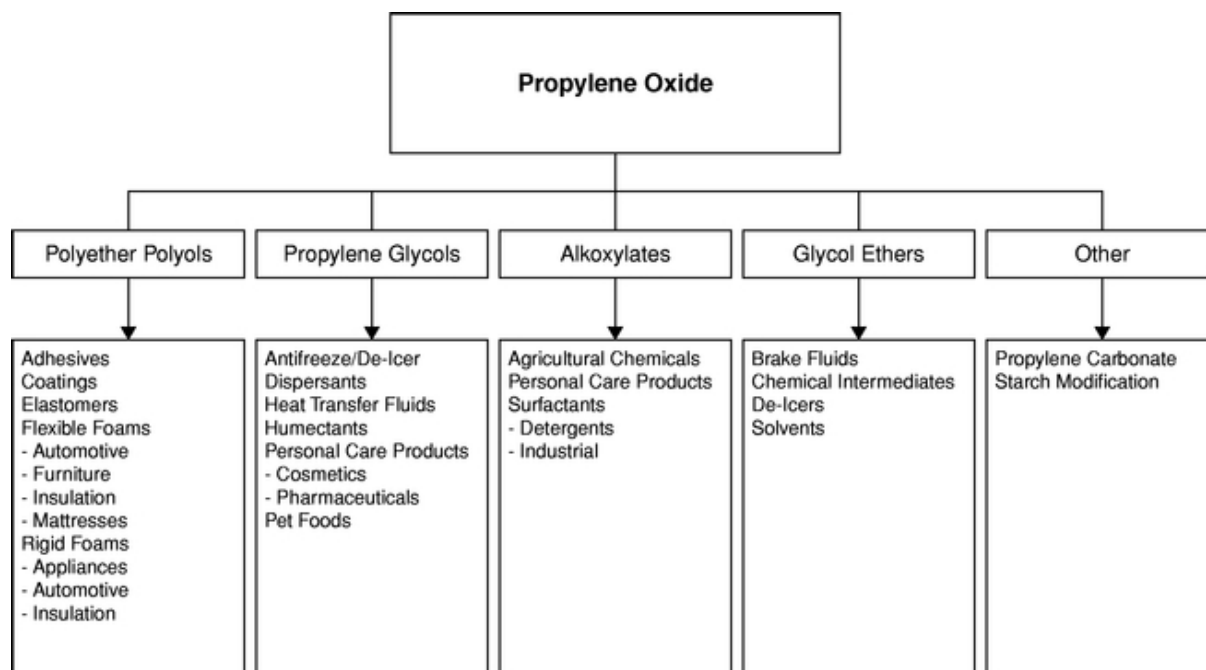 Propylene Oxide
Polyether Polyols
Propylene Glycols
Alkoxylates
Glycol Ethers
Other
Adhesives
Coatings
Elastomers
Flexible Foams
- Automotive
- Furniture
- Insulation
- Mattresses
Rigid Foams
- Appliances
- Automotive
- Insulation
Antifreeze/De-Icer
Dispersants
Heat Transfer Fluids
Humectants
Personal Care Products
- Cosmetics
- Pharmaceuticals
Pet Foods
Agricultural Chemicals
Personal Care Products
Surfactants
- Detergents
- Industrial
Brake Fluids
Chemical Intermediates
De-Icers
Solvents
Propylene Carbonate
Starch Modification